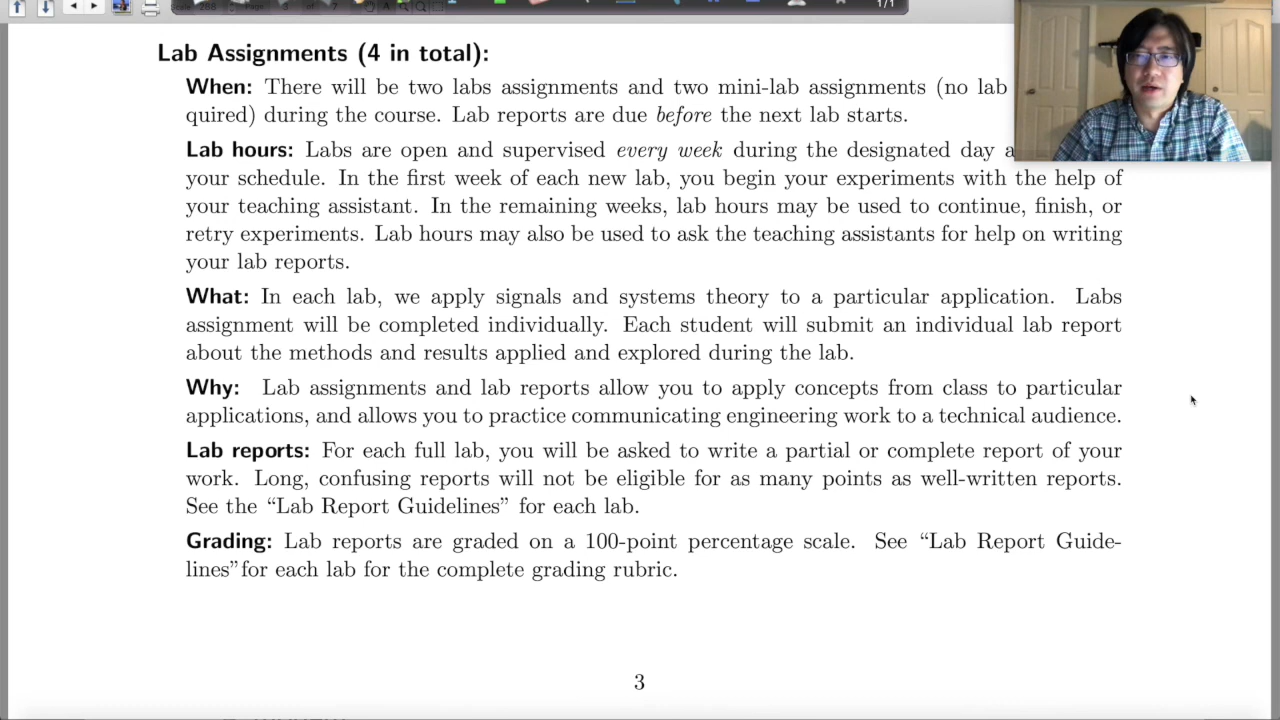 1/1
Lab Assignments (4 in total):
When: There will be two labs assignments and two mini-lab assignments (no lab
quired) during the course. Lab reports are due before the next lab starts.
Lab hours: Labs are open and supervised every week during the designated day a
your schedule. In the first week of each new lab, you begin your experiments with the help of
your teaching assistant. In the remaining weeks, lab hours may be used to continue, finish, or
retry experiments. Lab hours may also be used to ask the teaching assistants for help on writing
your lab reports.
What: In each lab, we apply signals and systems theory to a particular application. Labs
assignment will be completed individually. Each student will submit an individual lab report
about the methods and results applied and explored during the lab.
Why: Lab assignments and lab reports allow you to apply concepts from class to particular
applications, and allows you to practice communicating engineering work to a technical audience.
Lab reports: For each full lab, you will be asked to write a partial or complete report of your
work. Long, confusing reports will not be eligible for as many points as well-written reports.
See the “Lab Report Guidelines” for each lab.
Grading: Lab reports are graded on a 100-point percentage scale. See “Lab Report Guide-
lines”for each lab for the complete grading rubric.
3